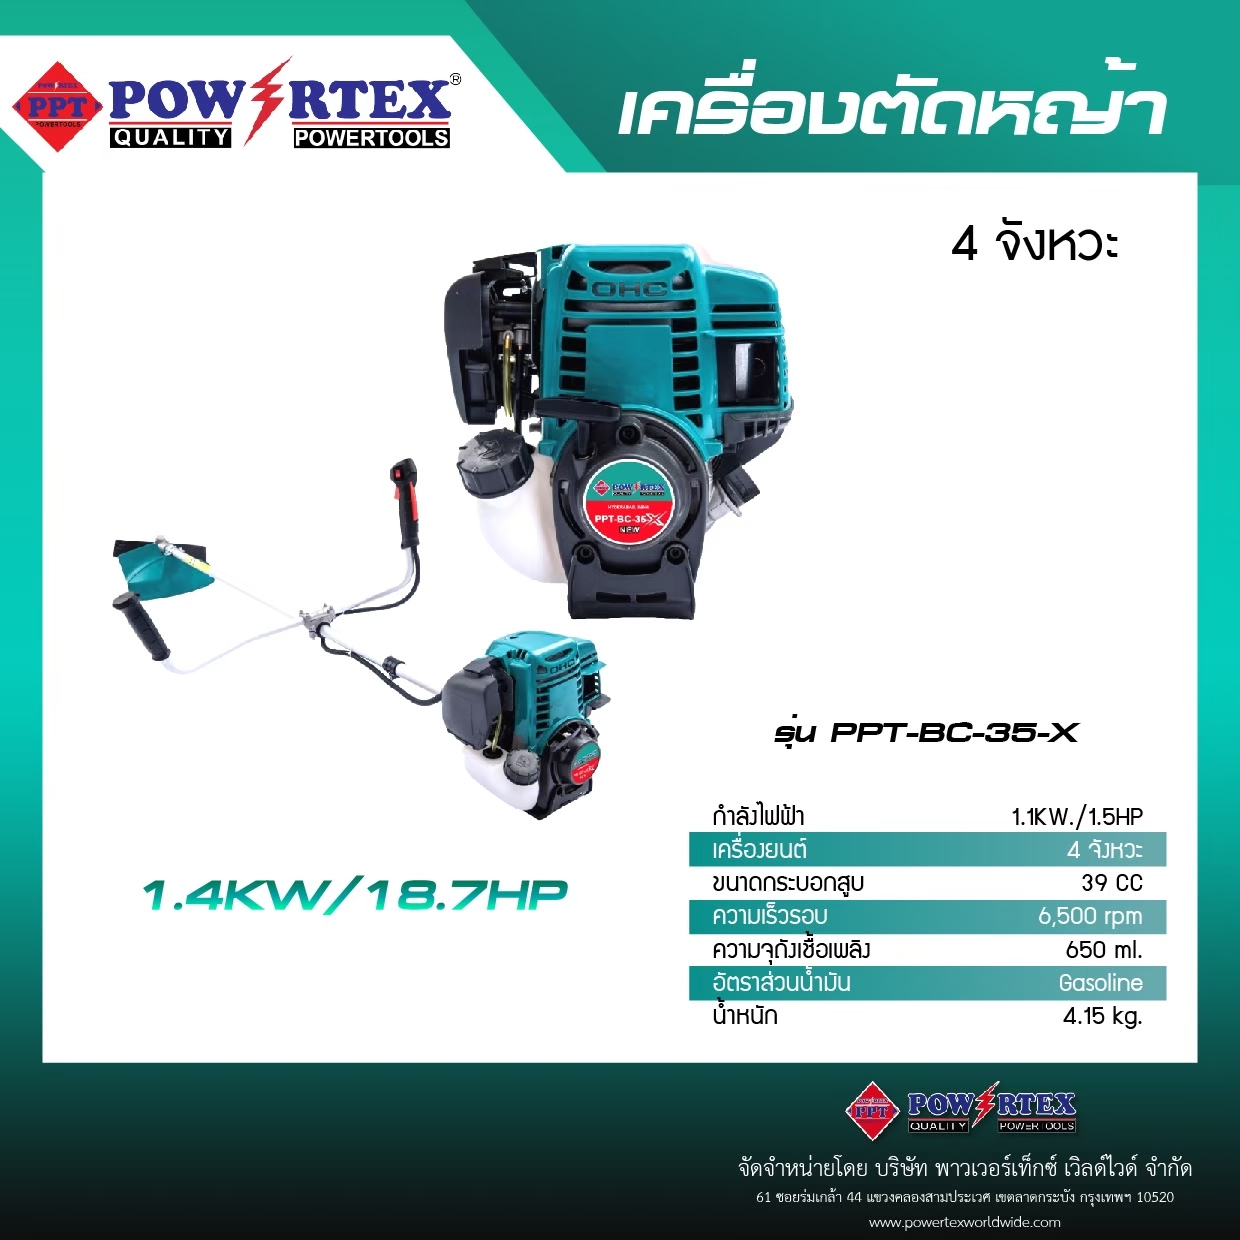 POWERTEX®
PPT
POWERTEX
POWERTOOLS
QUALITY POWERTOOLS
เครื่องตัดหญ้า
4 จังหวะ
OHC
POWERTEX
QUALITY POWERTOOLS
HYDERABAD, INDIA
PPT-BC-35X
NEW
OHC
รุ่น PPT-BC-35-X
กำลังไฟฟ้า 1.1KW./1.5HP
เครื่องยนต์ 4 จังหวะ
ขนาดกระบอกสูบ 39 CC
ความเร็วรอบ 6,500 rpm
ความจุถังเชื้อเพลิง 650 ml.
อัตราส่วนน้ำมัน Gasoline
น้ำหนัก 4.15 kg.
1.4KW/18.7HP
PPT
POWERTEX
QUALITY POWERTOOLS
จัดจำหน่ายโดย บริษัท พาวเวอร์เท็กซ์ เวิลด์ไวด์ จำกัด
61 ซอยร่มเกล้า 44 แขวงคลองสามประเวศ เขตลาดกระบัง กรุงเทพฯ 10520
www.powertexworldwide.com